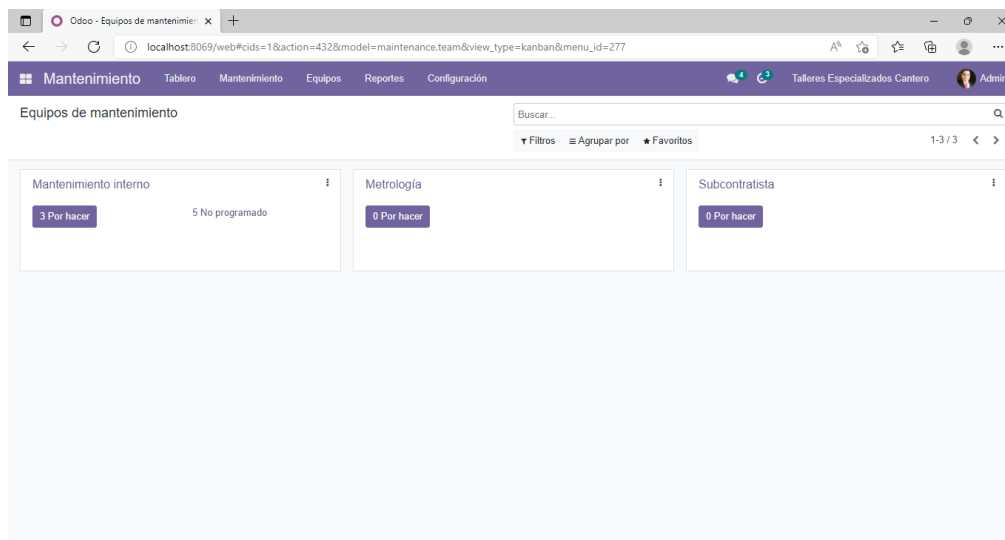 Odoo - Equipos de mantenimien
localhost:8069/web#cids=1&action=432&model=maintenance.team&view_type=kanban&menu_id=277
Mantenimiento Tablero Mantenimiento Equipos Reportes Configuración 4 3 Talleres Especializados Cantero Admin
Equipos de mantenimiento
Buscar...
Filtros Agrupar por Favoritos 1-3 / 3
Mantenimiento interno Metrología Subcontratista
3 Por hacer 5 No programado 0 Por hacer 0 Por hacer